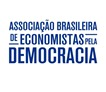 ASSOCIAÇÃO BRASILEIRA
DE ECONOMISTAS PELA
DEMOCRACIA